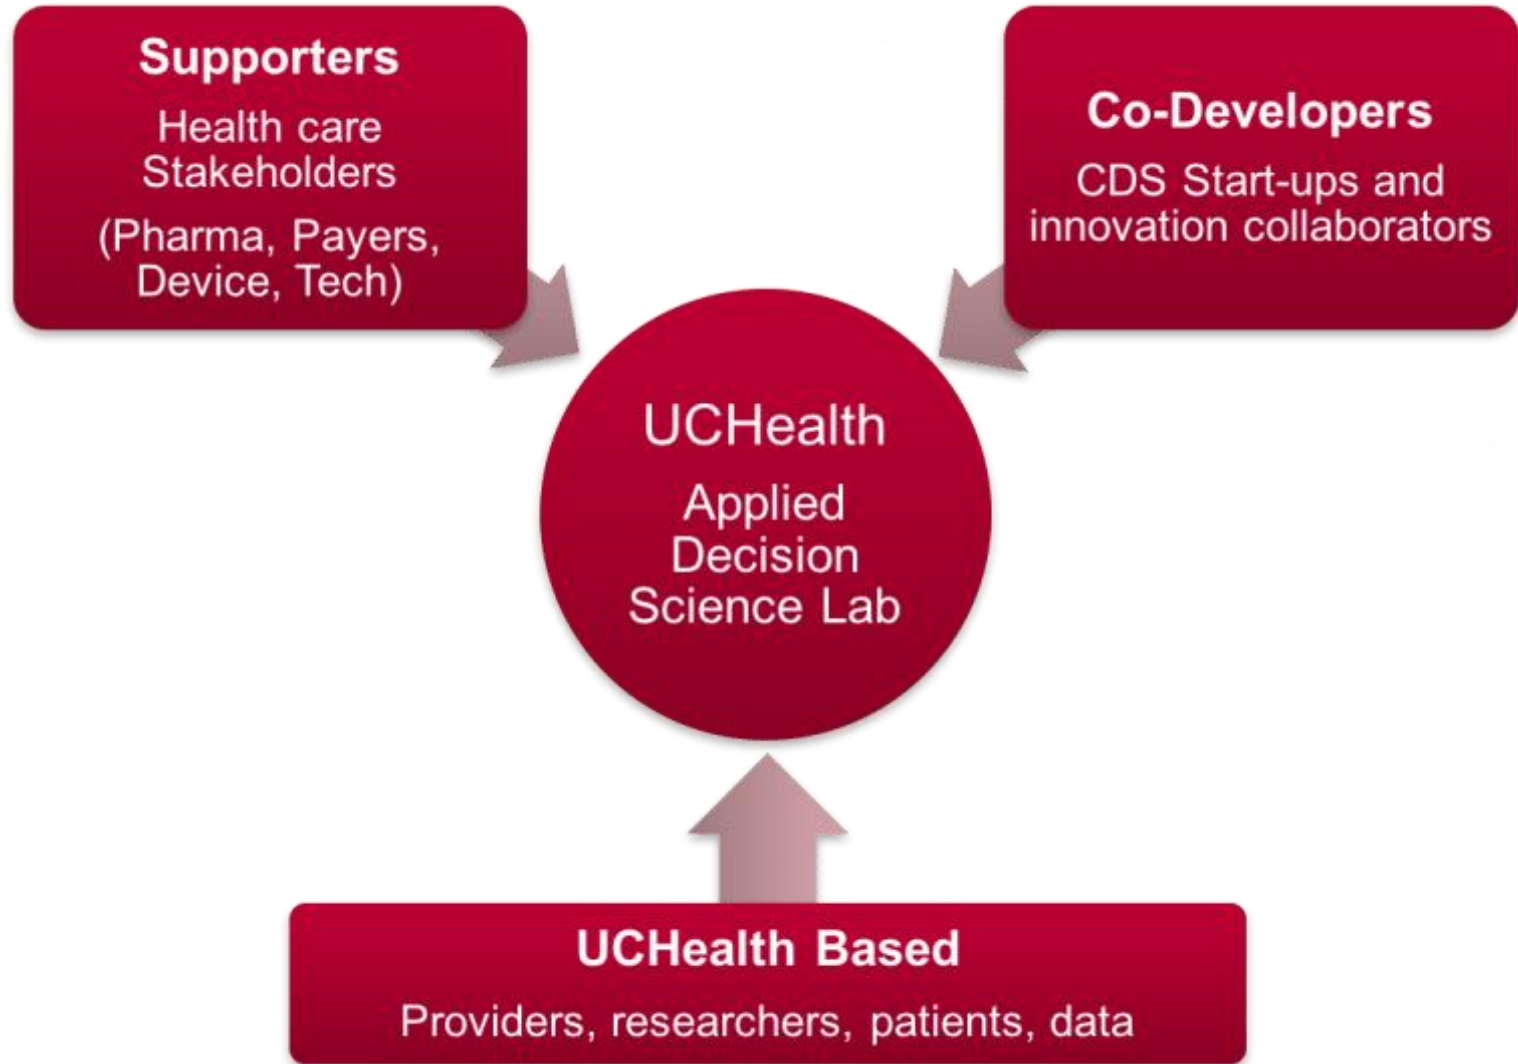 Supporters
Health care
Stakeholders
(Pharma, Payers,
Device, Tech)
Co-Developers
CDS Start-ups and
innovation collaborators
UCHealth
Applied
Decision
Science Lab
UCHealth Based
Providers, researchers, patients, data